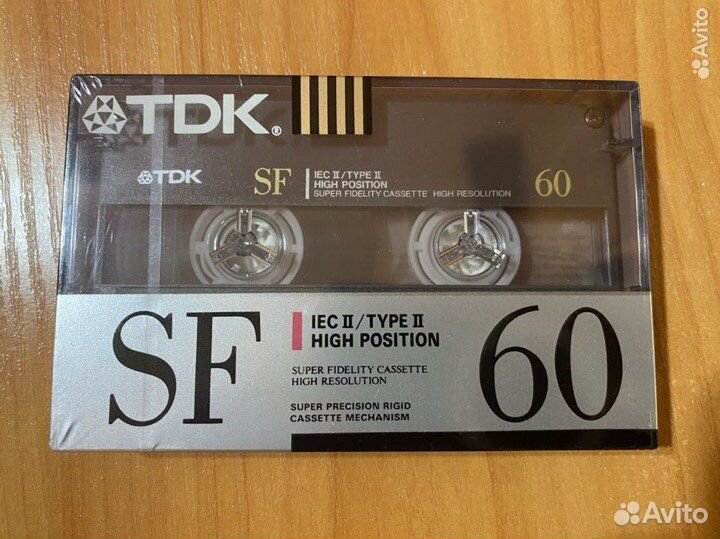 Avito
TDK®
TDK SF IEC II/TYPE II
HIGH POSITION
SUPER FIDELITY CASSETTE HIGH RESOLUTION
60
SF
IEC II/TYPE II
HIGH POSITION
SUPER FIDELITY CASSETTE
HIGH RESOLUTION
SUPER PRECISION RIGID
CASSETTE MECHANISM
60
Avito